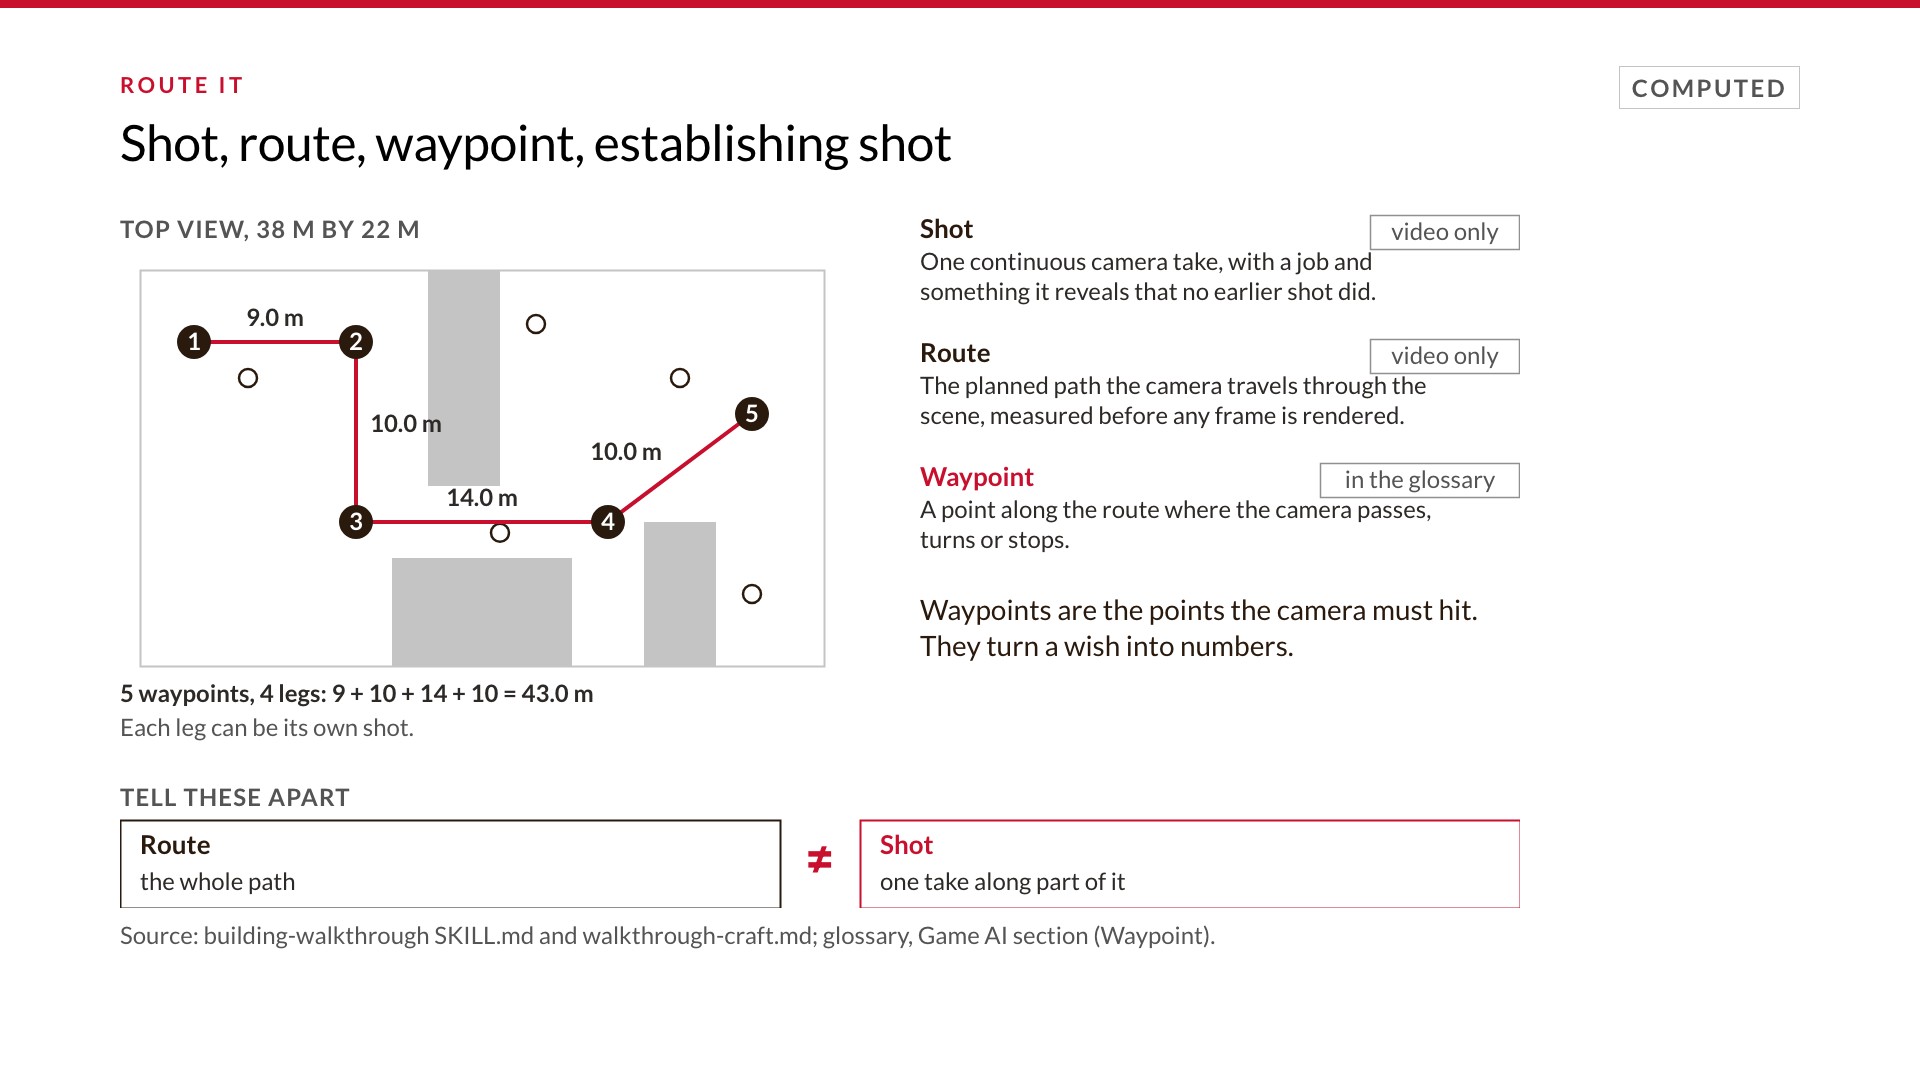 ROUTE IT
COMPUTED
Shot, route, waypoint, establishing shot
TOP VIEW, 38 M BY 22 M
9.0 m
1
2
10.0 m
5
10.0 m
14.0 m
3
4
5 waypoints, 4 legs: 9 + 10 + 14 + 10 = 43.0 m
Each leg can be its own shot.
Shot
video only
One continuous camera take, with a job and
something it reveals that no earlier shot did.
Route
video only
The planned path the camera travels through the
scene, measured before any frame is rendered.
Waypoint
in the glossary
A point along the route where the camera passes,
turns or stops.
Waypoints are the points the camera must hit.
They turn a wish into numbers.
TELL THESE APART
Route
the whole path
≠
Shot
one take along part of it
Source: building-walkthrough SKILL.md and walkthrough-craft.md; glossary, Game AI section (Waypoint).